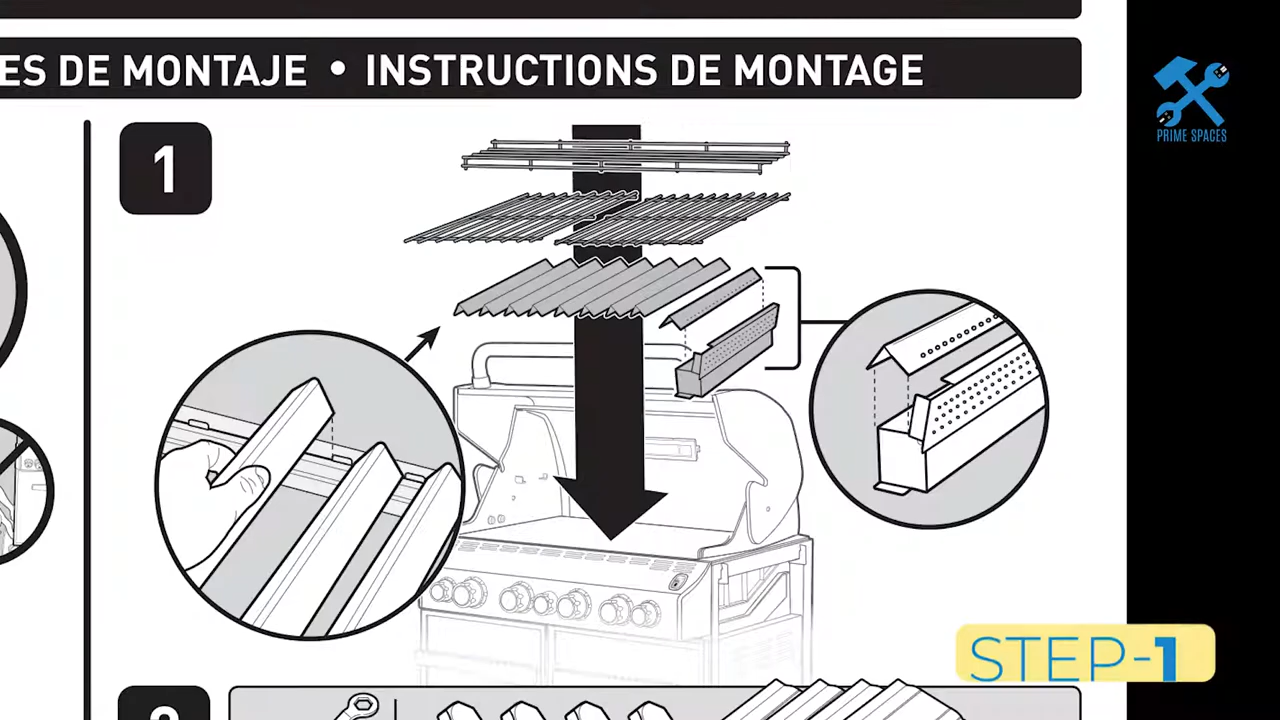 ES DE MONTAJE • INSTRUCTIONS DE MONTAGE
PRIME SPACES
1
STEP-1